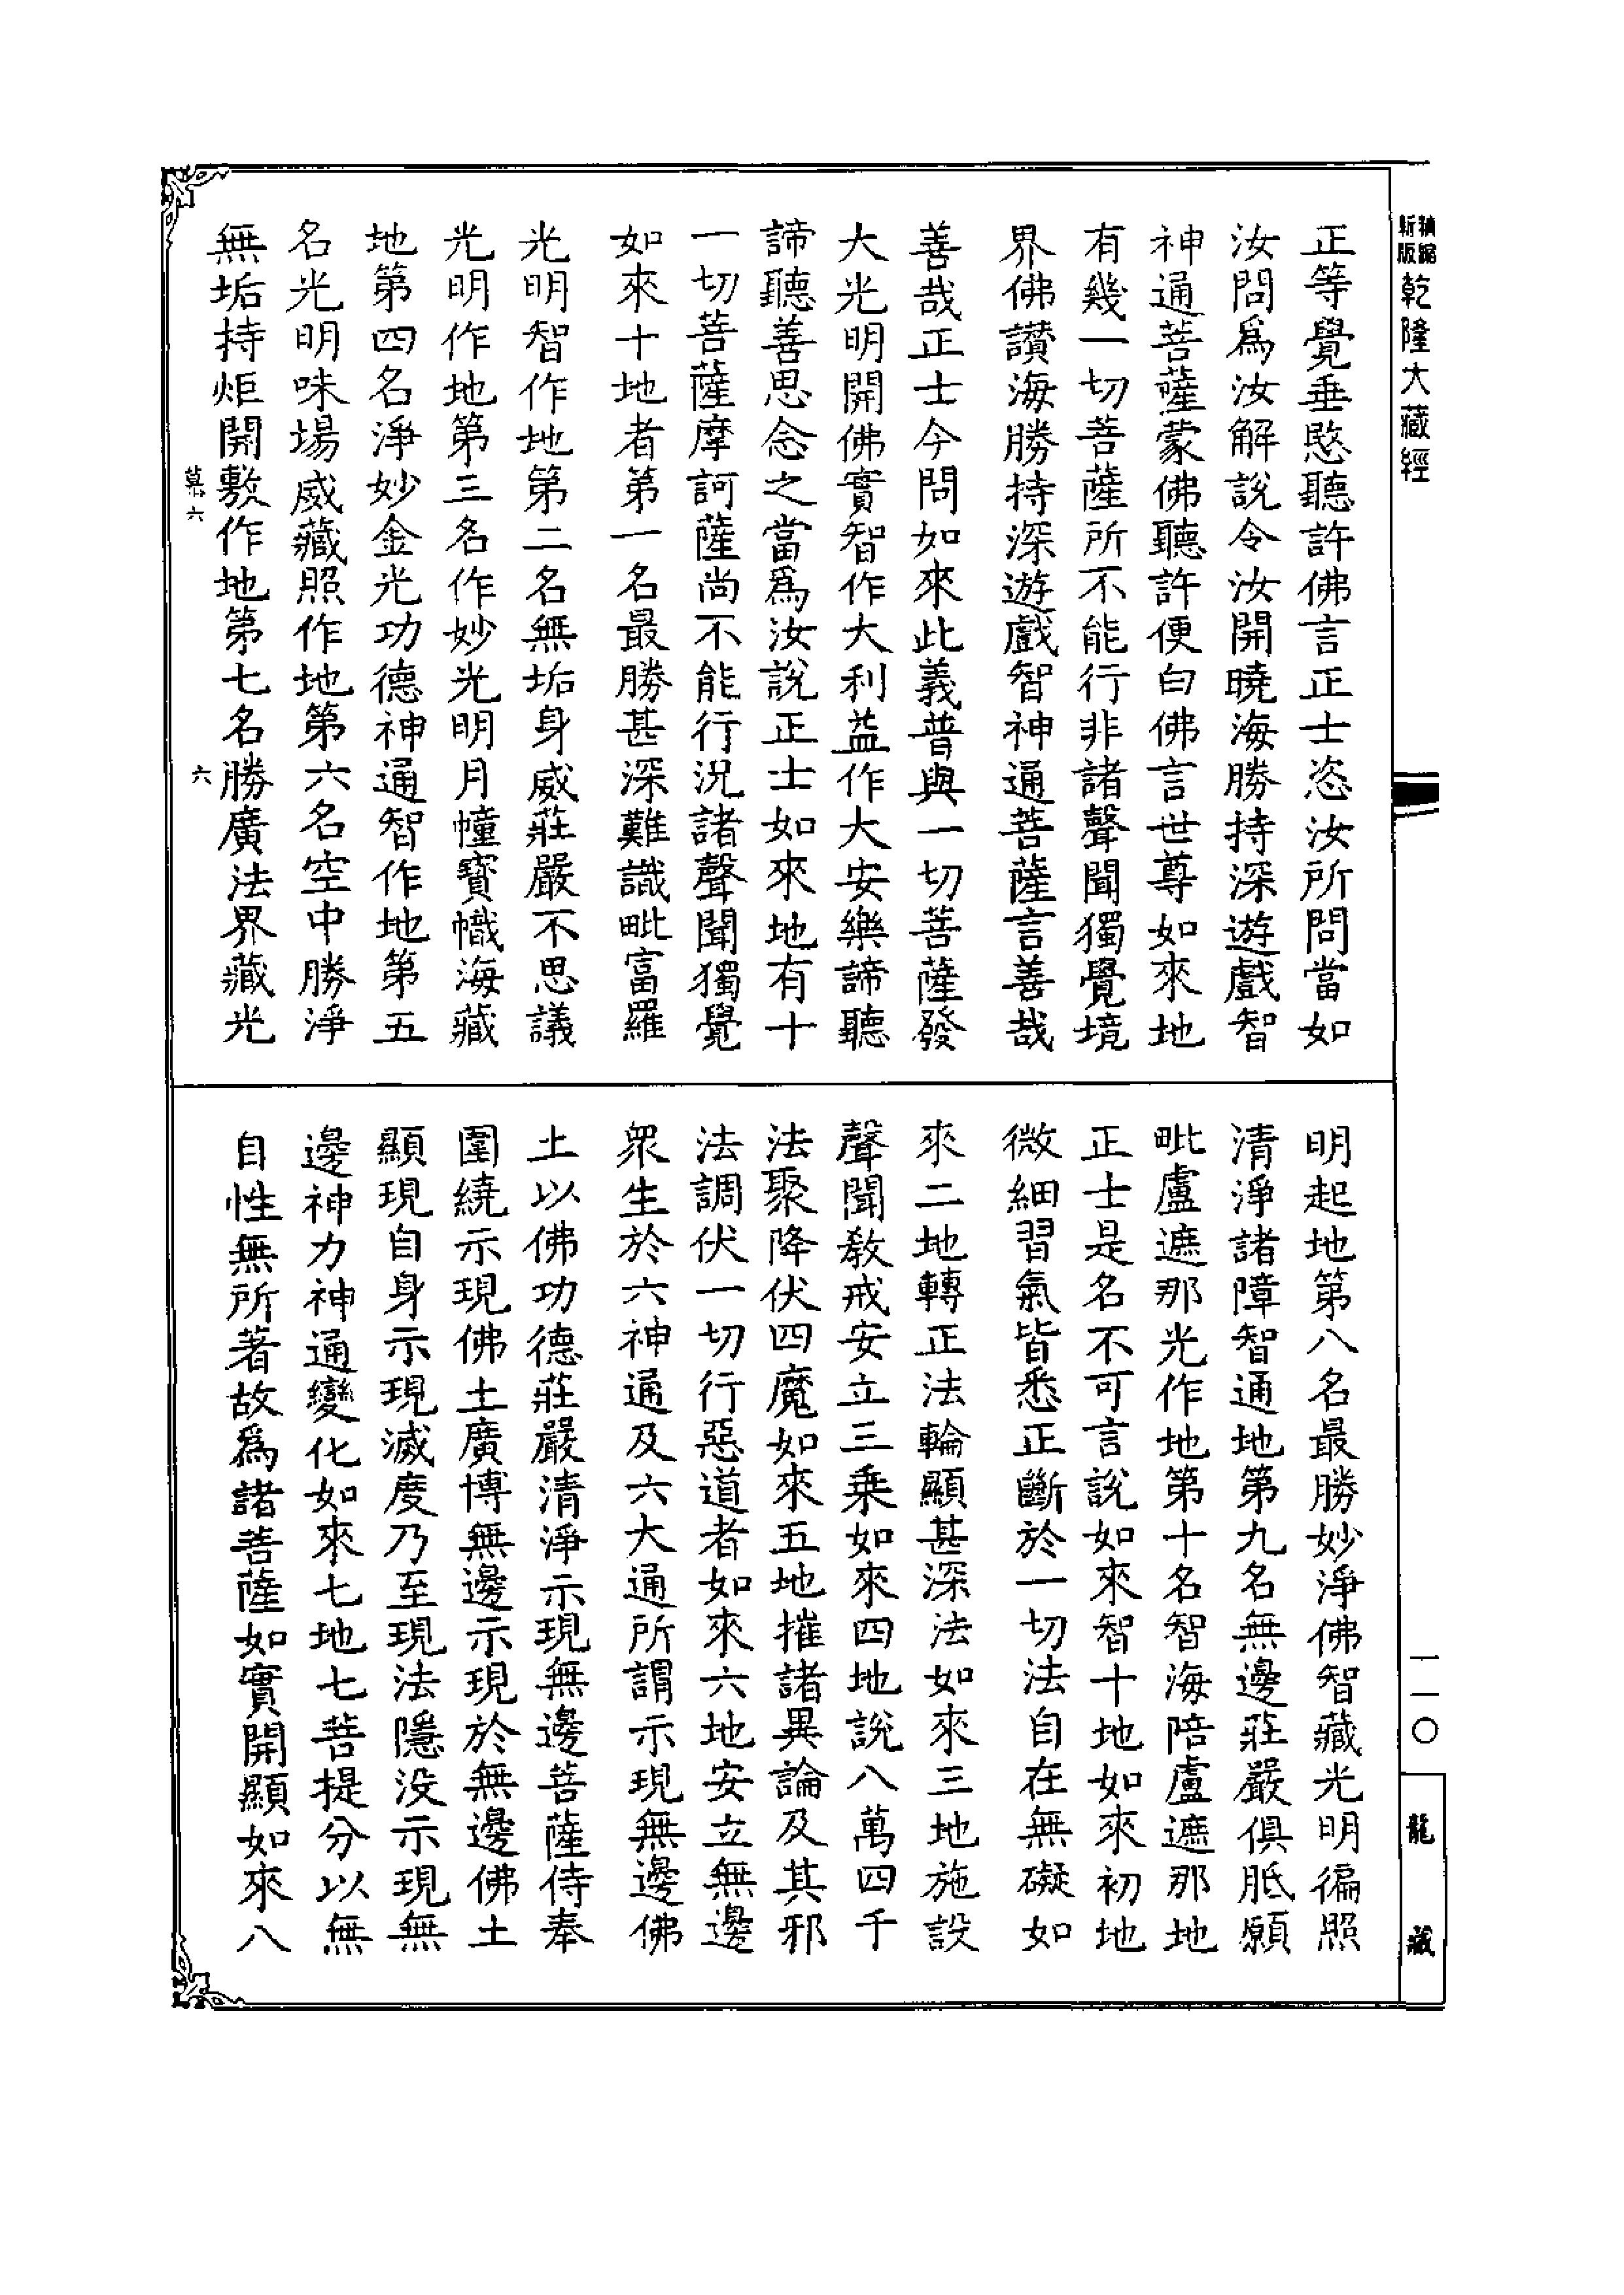 精縮新版乾隆大藏經
正等覺垂愍聽許佛言正士恣汝所問當如
汝問爲汝解說令汝開曉海勝持深遊戲智
神通菩薩蒙佛聽許便白佛言世尊如來地
有幾一切菩薩所不能行非諸聲聞獨覺境
界佛讚海勝持深遊戲智神通菩薩言善哉
善哉正士今問如來此義普與一切菩薩發
大光明開佛實智作大利益作大安樂諦聽
諦聽善思念之當爲汝說正士如來地有十
一切菩薩摩訶薩尚不能行況諸聲聞獨覺
如來十地者第一名最勝甚深難識毗富羅
光明智作地第二名無垢身威莊嚴不思議
光明作地第三名作妙光明月幢寳幟海藏
地第四名淨妙金光功德神通智作地第五
名光明味場威藏照作地第六名空中勝淨
無垢持炬開敷作地第七名勝廣法界藏光
慕六
六
明起地第八名最勝妙淨佛智藏光明徧照
清淨諸障智通地第九名無邊莊嚴俱胝願
毗盧遮那光作地第十名智海陪盧遮那地
正士是名不可言說如來智十地如來初地
微細習氣皆悉正斷於一切法自在無礙如
來二地轉正法輪顯甚深法如來三地施設
聲聞教戒安立三乗如來四地說八萬四千
法聚降伏四魔如來五地摧諸異論及其邪
法調伏一切行惡道者如來六地安立無邊
衆生於六神通及六大通所謂示現無邊佛
土以佛功德莊嚴清淨示現無邊菩薩侍奉
圍繞示現佛土廣博無邊示現於無邊佛土
顯現自身示現滅度乃至現法隱没示現無
邊神力神通變化如來七地七菩提分以無
自性無所著故爲諸菩薩如實開顯如來八
一一〇
龍藏